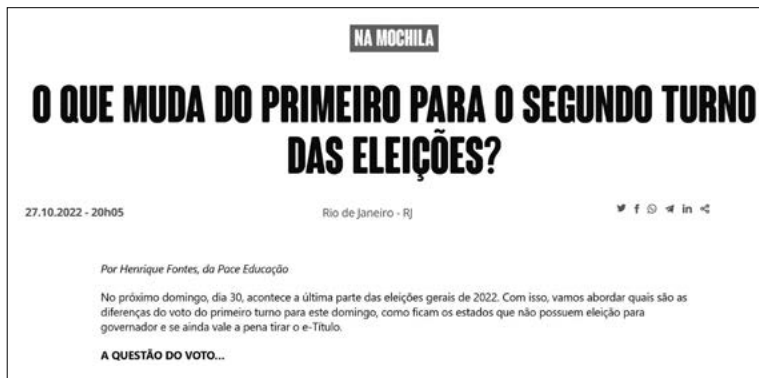 NA MOCHILA
O QUE MUDA DO PRIMEIRO PARA O SEGUNDO TURNO
DAS ELEIÇÕES?
27.10.2022 - 20h05
Rio de Janeiro - RJ
Por Henrique Fontes, da Pace Educação
No próximo domingo, dia 30, acontece a última parte das eleições gerais de 2022. Com isso, vamos abordar quais são as
diferenças do voto do primeiro turno para este domingo, como ficam os estados que não possuem eleição para
governador e se ainda vale a pena tirar o e-Título.
A QUESTÃO DO VOTO...